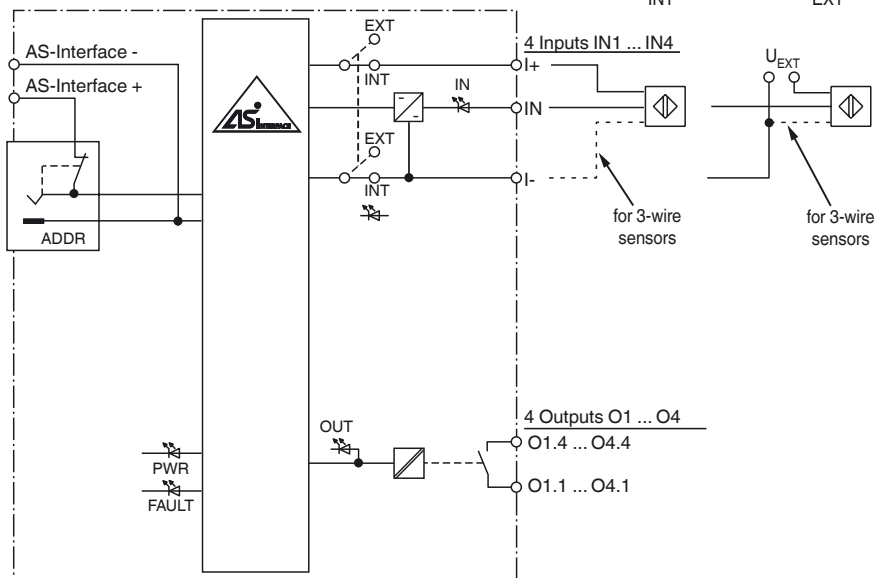 INT
EXT
AS-Interface -
AS-Interface +
ADDR
ASi INTERFACE
PWR
FAULT
EXT
INT
IN
EXT
INT
OUT
4 Inputs IN1 ... IN4
I+
IN
I-
for 3-wire
sensors
UEXT
for 3-wire
sensors
4 Outputs O1 ... O4
O1.4 ... O4.4
O1.1 ... O4.1